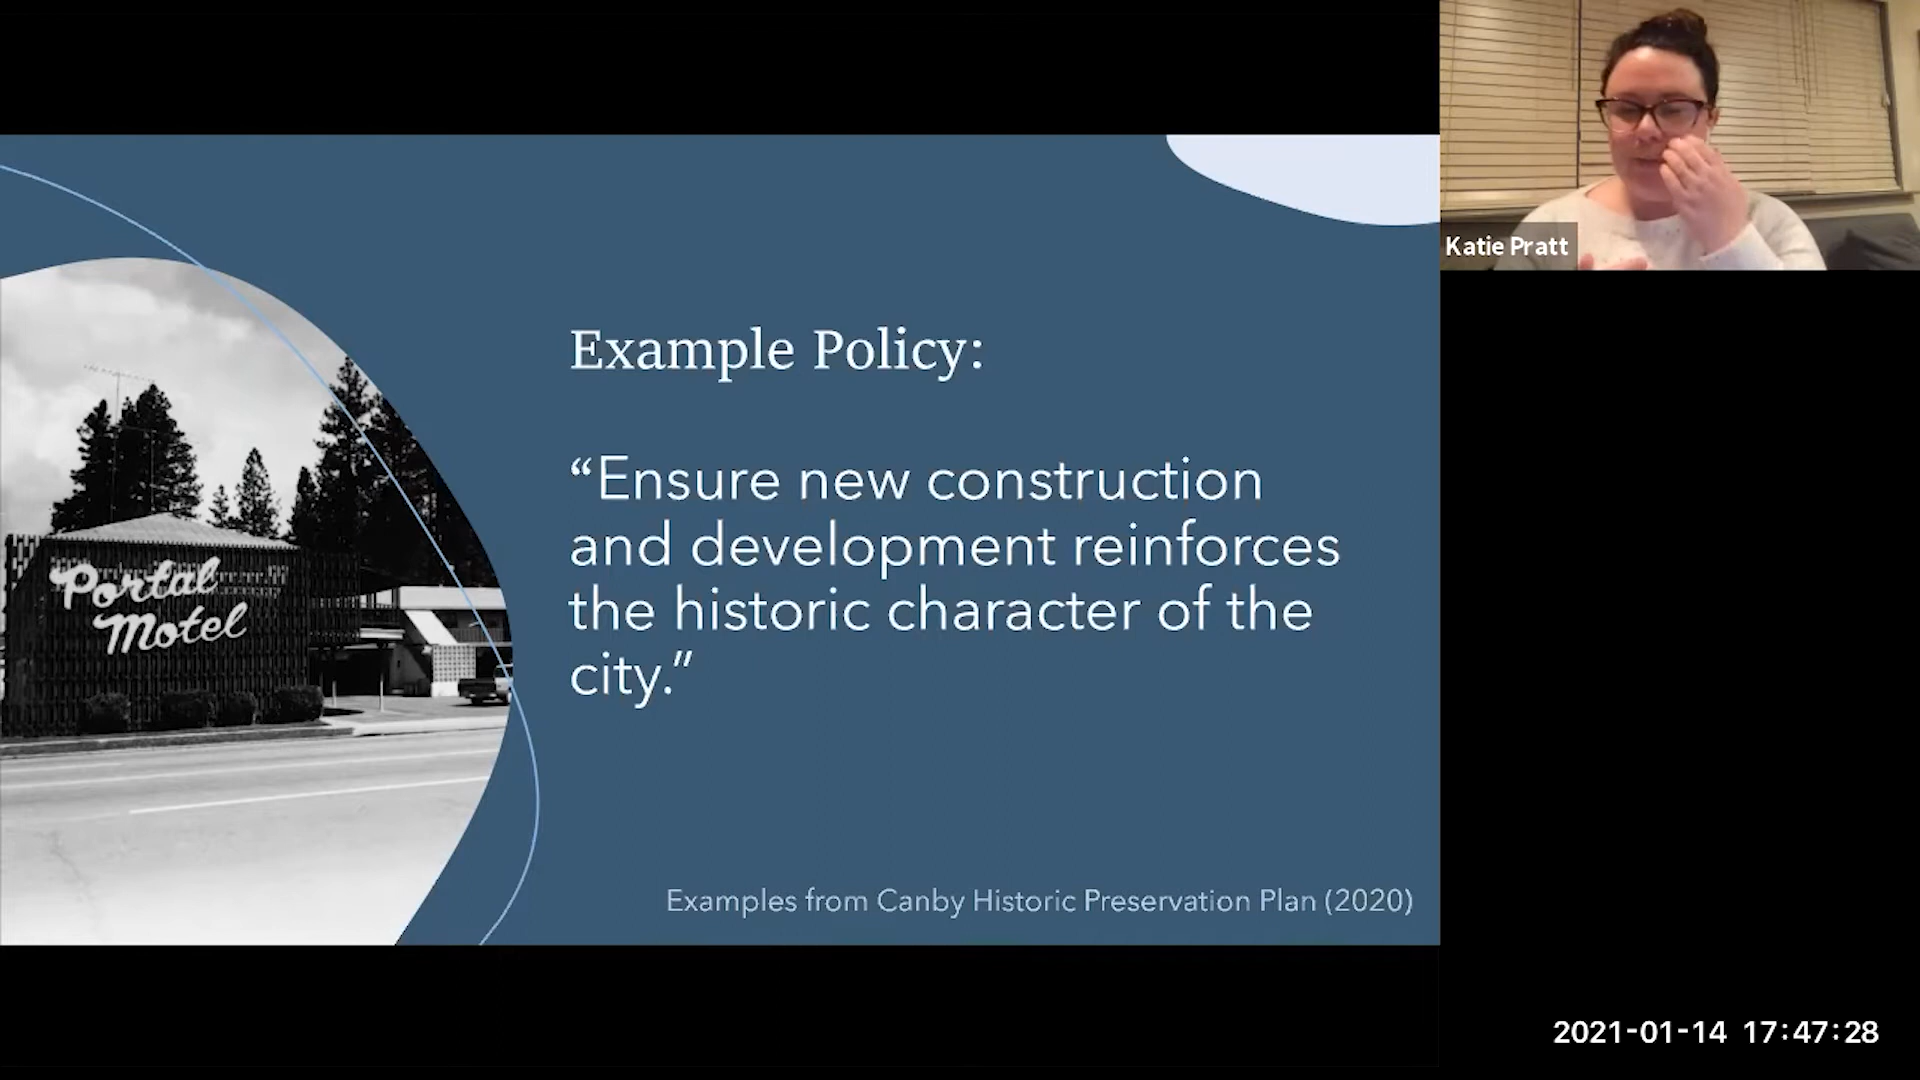 Katie Pratt
Example Policy:
“Ensure new construction
and development reinforces
the historic character of the
city.”
Portal
Motel
Examples from Canby Historic Preservation Plan (2020)
2021-01-14 17:47:28